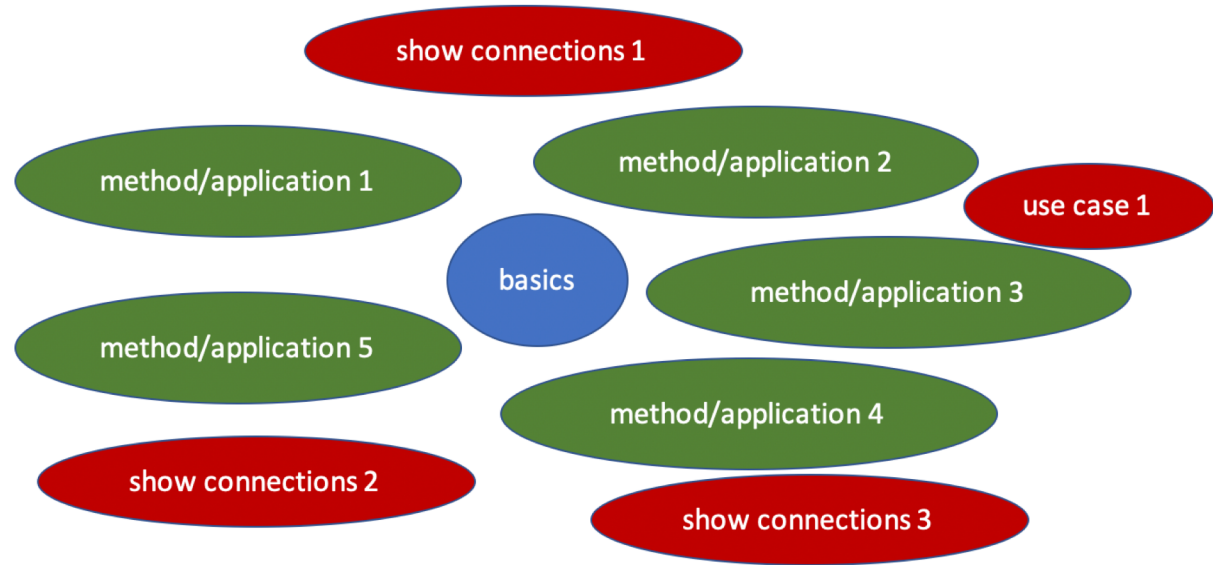 show connections 1
method/application 1
method/application 2
use case 1
basics
method/application 3
method/application 5
method/application 4
show connections 2
show connections 3